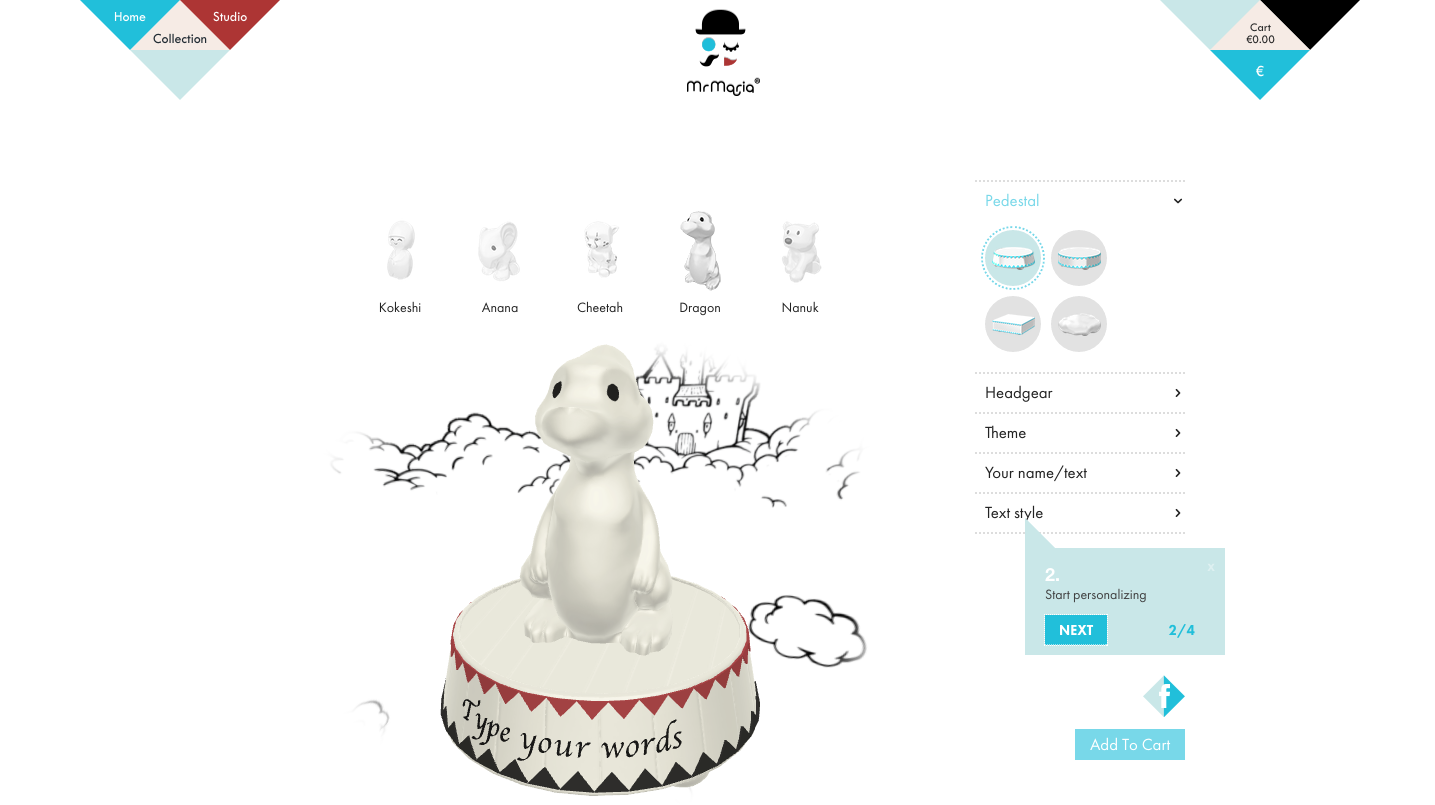 Home
Studio
Collection
MrMaria®
Cart
€0.00
€
Kokeshi
Anana
Cheetah
Dragon
Nanuk
Type your words
Pedestal
Headgear
Theme
Your name/text
Text style
x
2.
Start personalizing
NEXT
2/4
f
Add To Cart